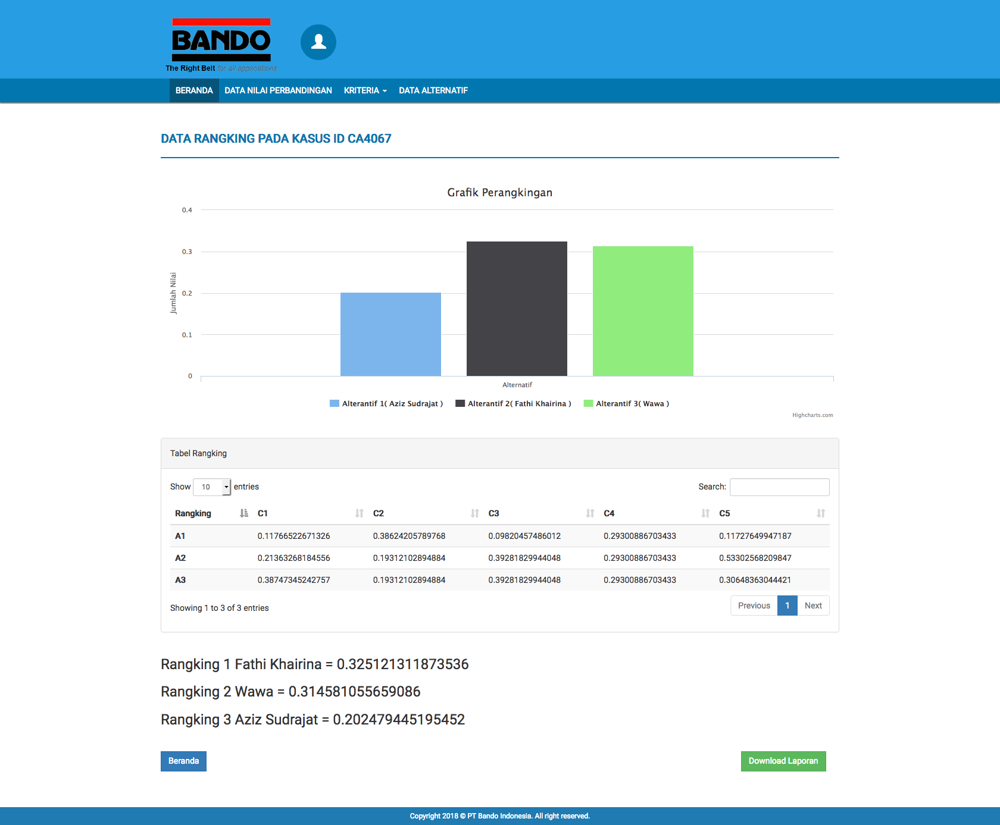 BANDO
The Right Belt for all applications
BERANDA DATA NILAI PERBANDINGAN KRITERIA DATA ALTERNATIF
DATA RANGKING PADA KASUS ID CA4067
Grafik Perangkingan
0.4
0.3
0.2
0.1
0
Jumlah Nilai
Alternatif
Alterantif 1( Aziz Sudrajat ) Alterantif 2( Fathi Khairina ) Alterantif 3( Wawa )
Highcharts.com
Tabel Rangking
Show 10 entries Search:
Rangking C1 C2 C3 C4 C5
A1 0.11766522671326 0.38624205789768 0.09820457486012 0.29300886703433 0.11727649947187
A2 0.21363268184556 0.19312102894884 0.39281829944048 0.29300886703433 0.53302568209847
A3 0.38747345242757 0.19312102894884 0.39281829944048 0.29300886703433 0.30648363044421
Showing 1 to 3 of 3 entries Previous 1 Next
Rangking 1 Fathi Khairina = 0.325121311873536
Rangking 2 Wawa = 0.314581055659086
Rangking 3 Aziz Sudrajat = 0.202479445195452
Beranda Download Laporan
Copyright 2018 © PT Bando Indonesia. All right reserved.